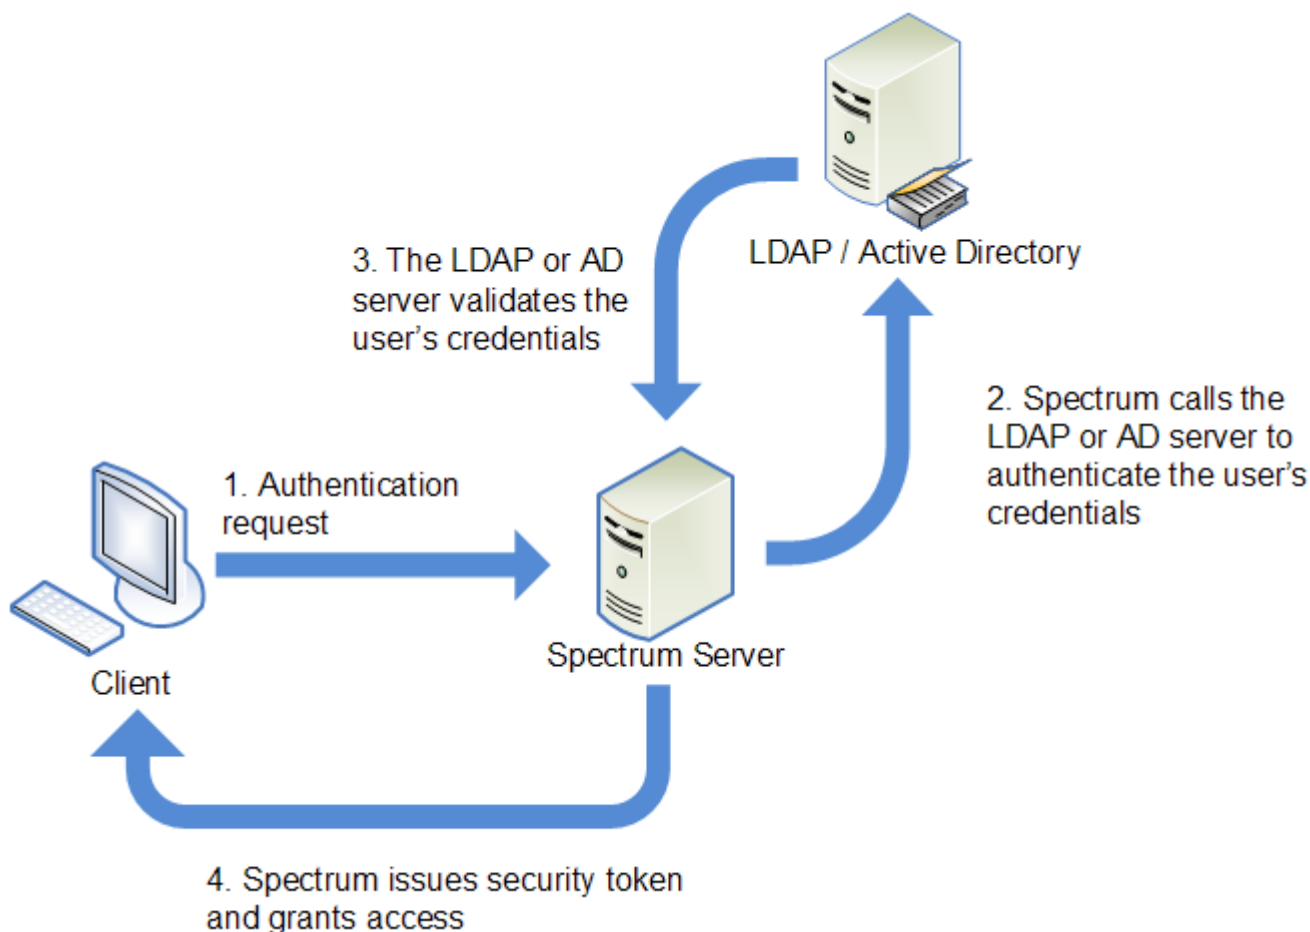 LDAP / Active Directory
3. The LDAP or AD
server validates the
user’s credentials
2. Spectrum calls the
LDAP or AD server to
authenticate the user’s
credentials
1. Authentication
request
Spectrum Server
Client
4. Spectrum issues security token
and grants access